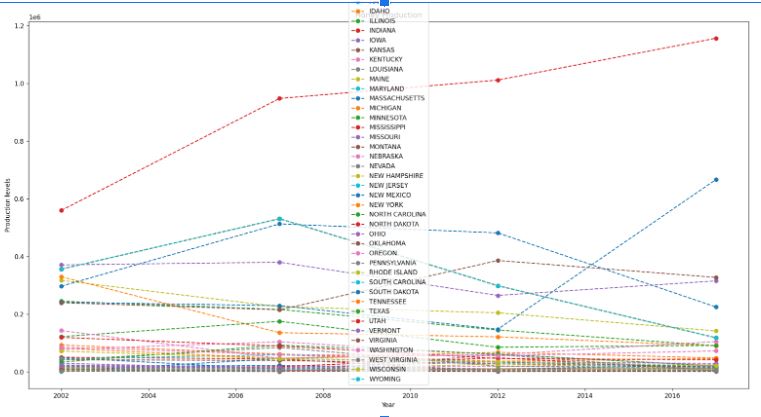 1e6
IDAHO
ILLINOIS
INDIANA
IOWA
KANSAS
KENTUCKY
LOUISIANA
MAINE
MARYLAND
MASSACHUSETTS
MICHIGAN
MINNESOTA
MISSISSIPPI
MISSOURI
MONTANA
NEBRASKA
NEVADA
NEW HAMPSHIRE
NEW JERSEY
NEW MEXICO
NEW YORK
NORTH CAROLINA
NORTH DAKOTA
OHIO
OKLAHOMA
OREGON
PENNSYLVANIA
RHODE ISLAND
SOUTH CAROLINA
SOUTH DAKOTA
TENNESSEE
TEXAS
UTAH
VERMONT
VIRGINIA
WASHINGTON
WEST VIRGINIA
WISCONSIN
WYOMING
1.2
1.0
0.8
0.6
0.4
0.2
0.0
Production levels
2002 2004 2006 2008 2010 2012 2014 2016
Year